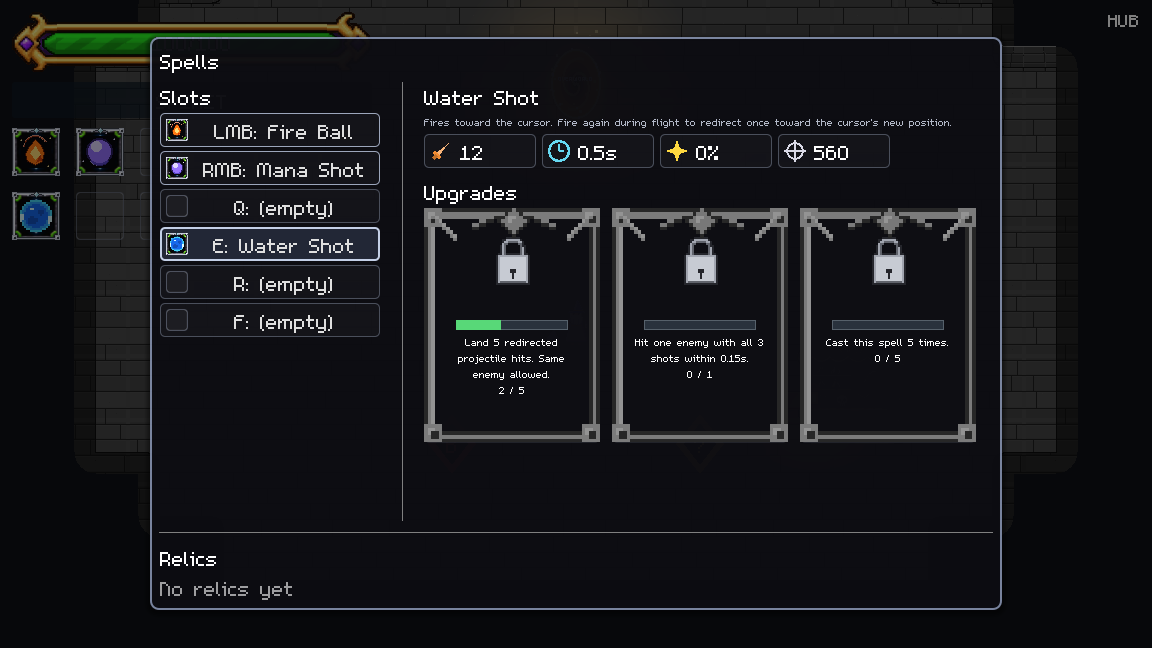 HUB
Spells
Slots
LMB: Fire Ball
RMB: Mana Shot
Q: (empty)
E: Water Shot
R: (empty)
F: (empty)
Water Shot
Fires toward the cursor. Fire again during flight to redirect once toward the cursor's new position.
12
0.5s
0%
560
Upgrades
Land 5 redirected
projectile hits. Same
enemy allowed.
2 / 5
Hit one enemy with all 3
shots within 0.15s.
0 / 1
Cast this spell 5 times.
0 / 5
Relics
No relics yet